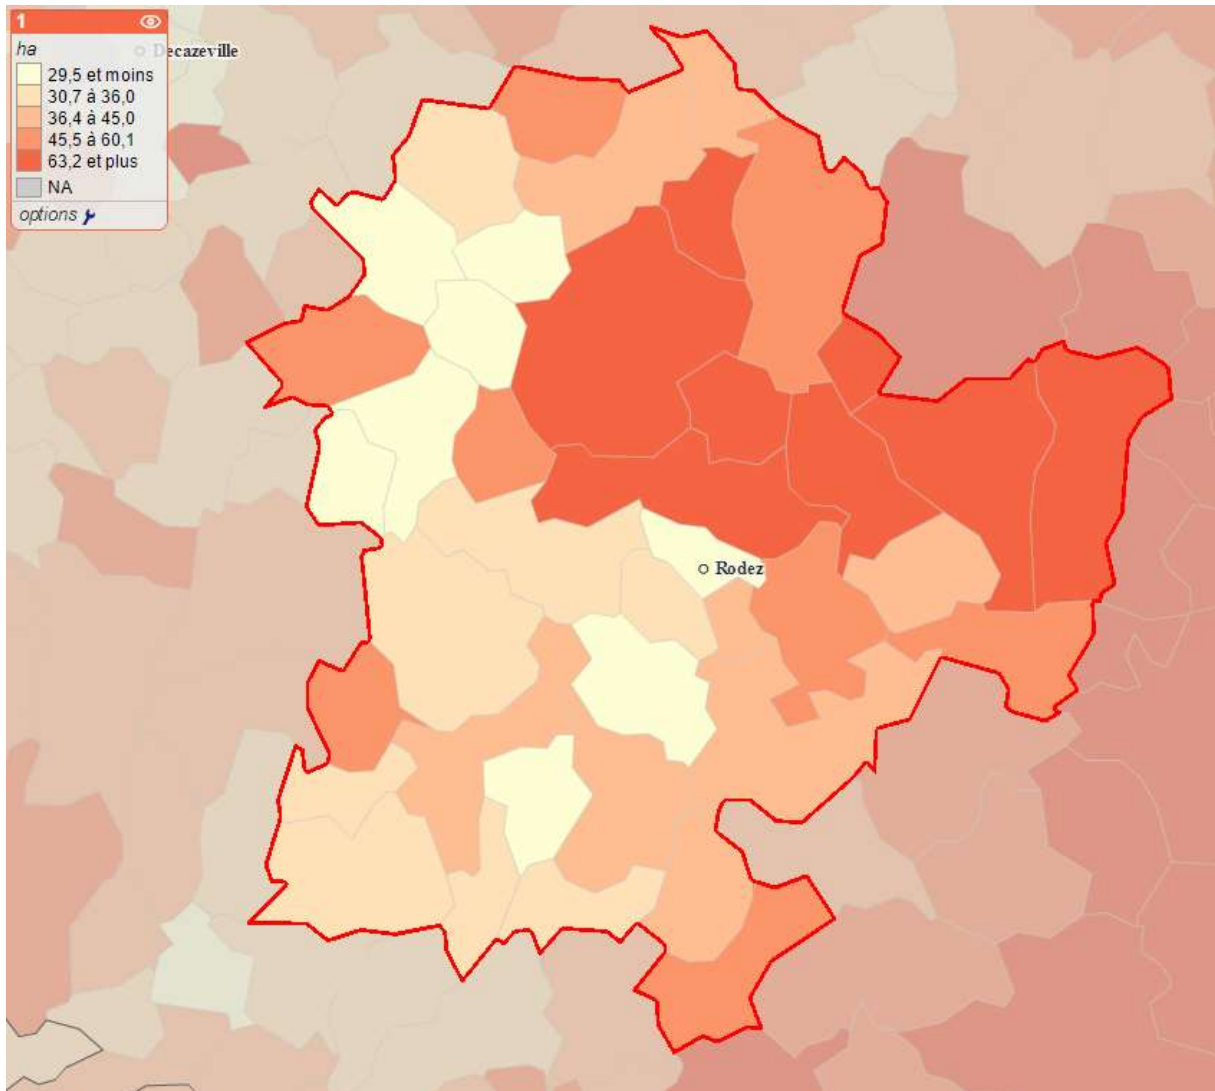 1
ha
Decazeville
29,5 et moins
30,7 à 36,0
36,4 à 45,0
45,5 à 60,1
63,2 et plus
NA
options
Rodez